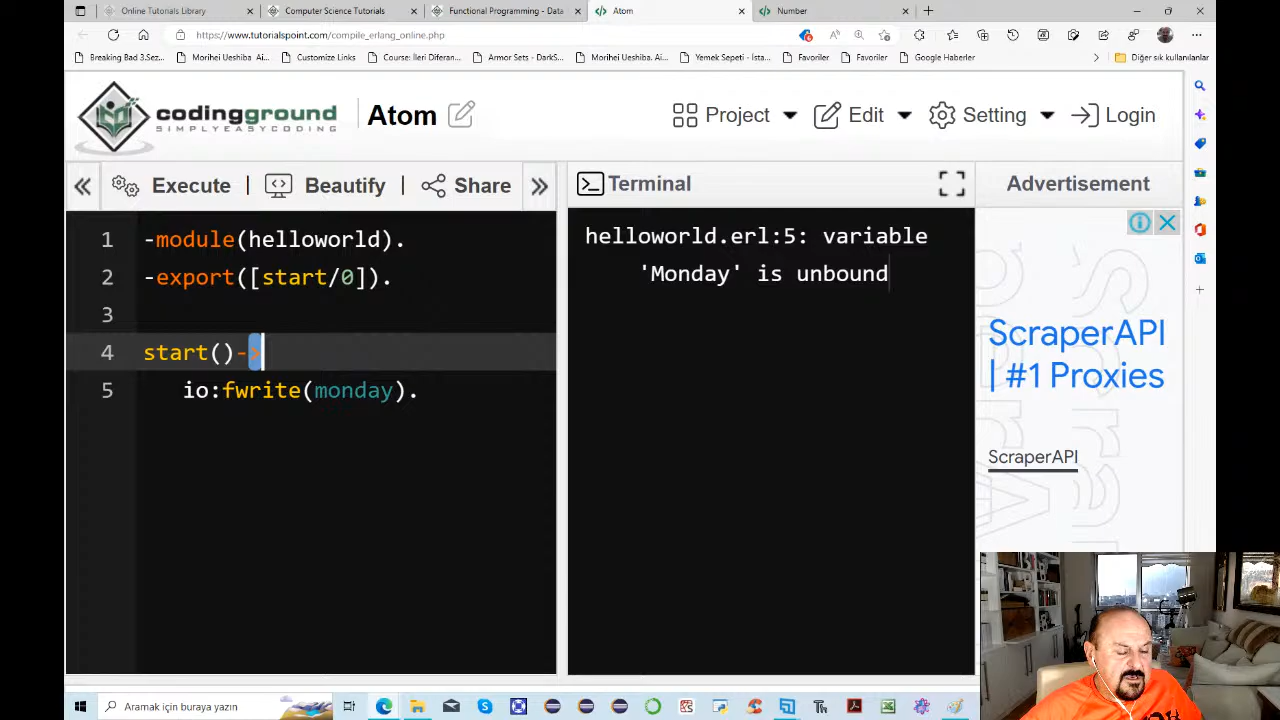 Online Tutorials Library
Computer Science Tutorials
Functional Programming - Data
Atom
Number
https://www.tutorialspoint.com/compile_erlang_online.php
Breaking Bad 3.Sez...
Morihei Ueshiba. Ai...
Customize Links
Course: İleri Diferan...
Armor Sets - DarkS...
Morihei Ueshiba. Ai...
Yemek Sepeti - İsta...
Favoriler
Favoriler
Google Haberler
Diğer sık kullanılanlar
codingground
SIMPLYEASYCODING
Atom
Project
Edit
Setting
Login
Execute
Beautify
Share
Terminal
Advertisement
1 -module(helloworld).
2 -export([start/0]).
3
4 start()->
5 io:fwrite(monday).
helloworld.erl:5: variable
'Monday' is unbound
ScraperAPI
| #1 Proxies
ScraperAPI
Aramak için buraya yazın